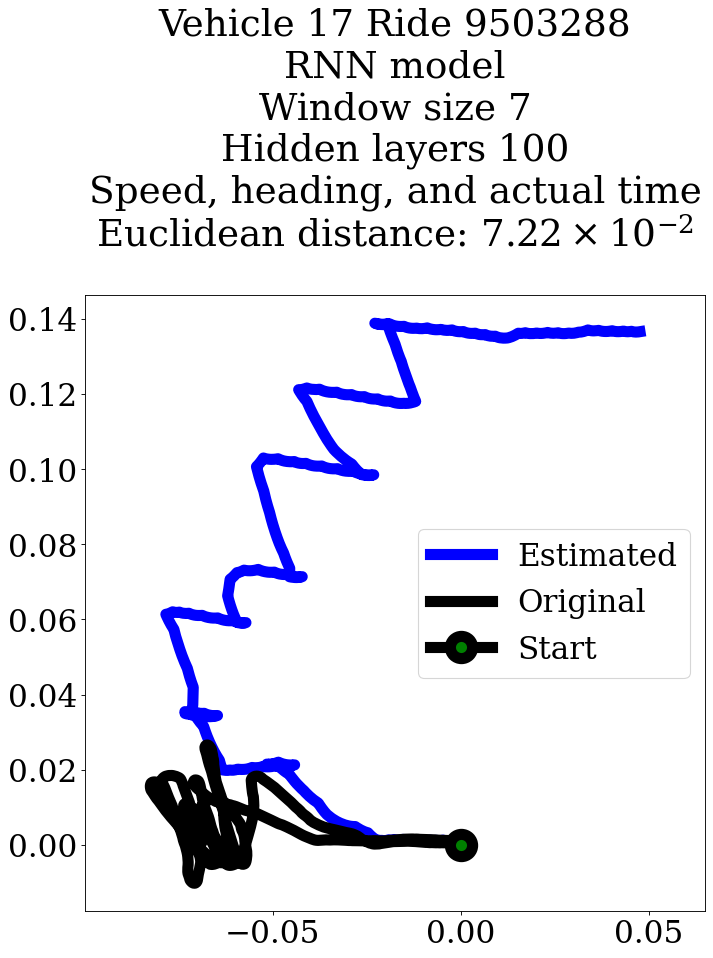 Vehicle 17 Ride 9503288
RNN model
Window size 7
Hidden layers 100
Speed, heading, and actual time
Euclidean distance: 7.22 × 10⁻²
0.14
0.12
0.10
0.08
0.06
0.04
0.02
0.00
Estimated
Original
Start
−0.05 0.00 0.05